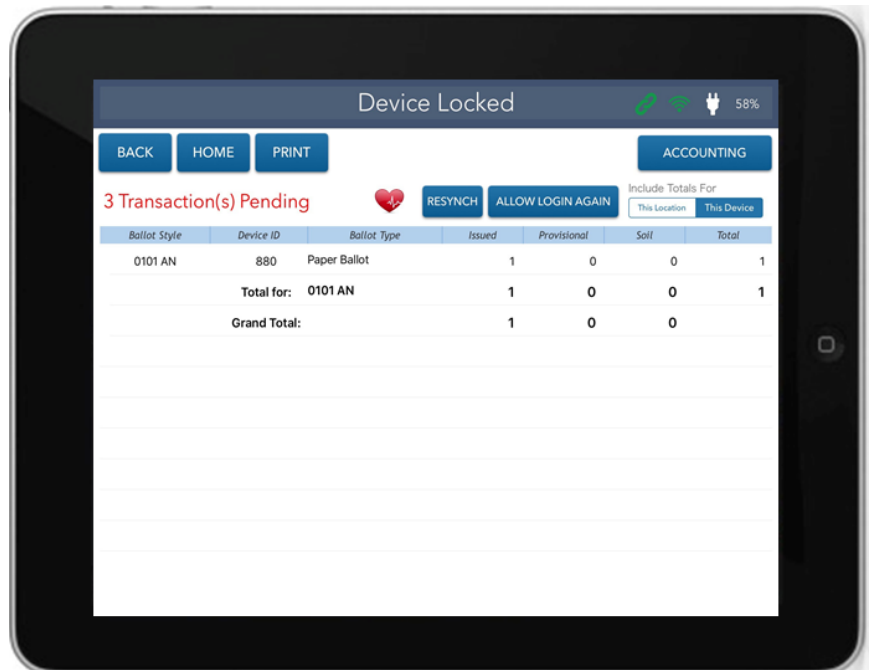 Device Locked 58%
BACK HOME PRINT ACCOUNTING
3 Transaction(s) Pending RESYNCH ALLOW LOGIN AGAIN Include Totals For
This Location This Device
Ballot Style Device ID Ballot Type Issued Provisional Soil Total
0101 AN 880 Paper Ballot 1 0 0 1
Total for: 0101 AN 1 0 0 1
Grand Total: 1 0 0